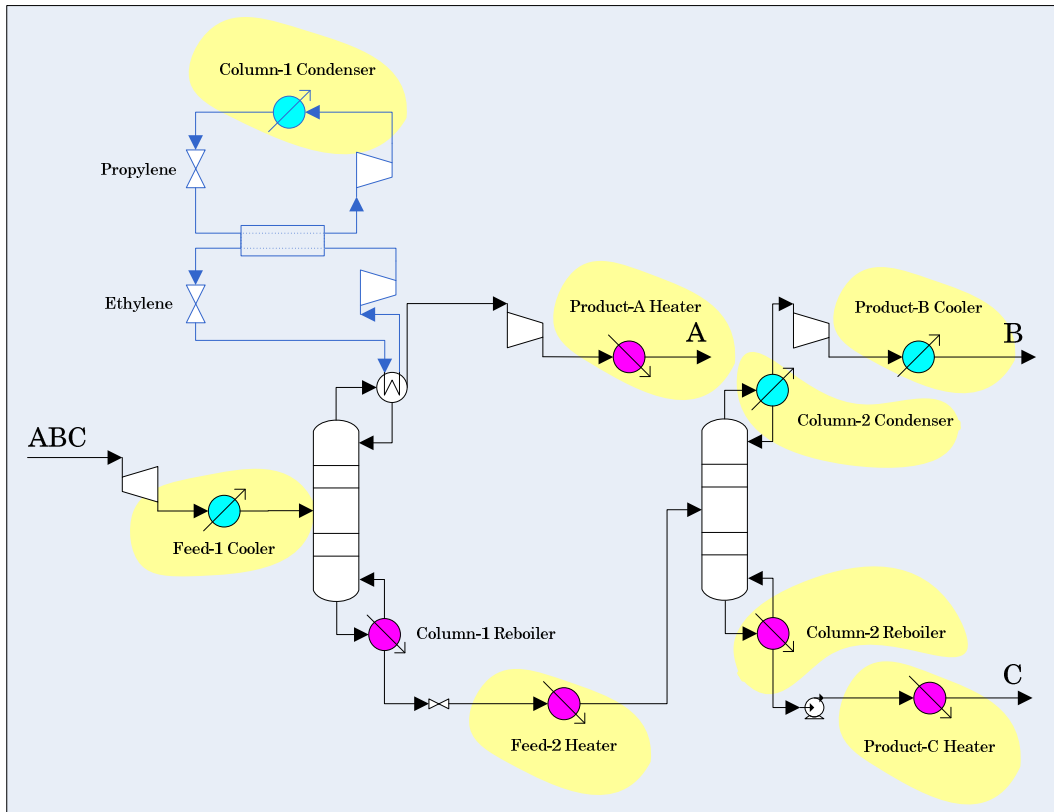 Column-1 Condenser
Propylene
Ethylene
Product-A Heater
A
Product-B Cooler
B
Column-2 Condenser
ABC
Feed-1 Cooler
Column-1 Reboiler
Column-2 Reboiler
C
Feed-2 Heater
Product-C Heater